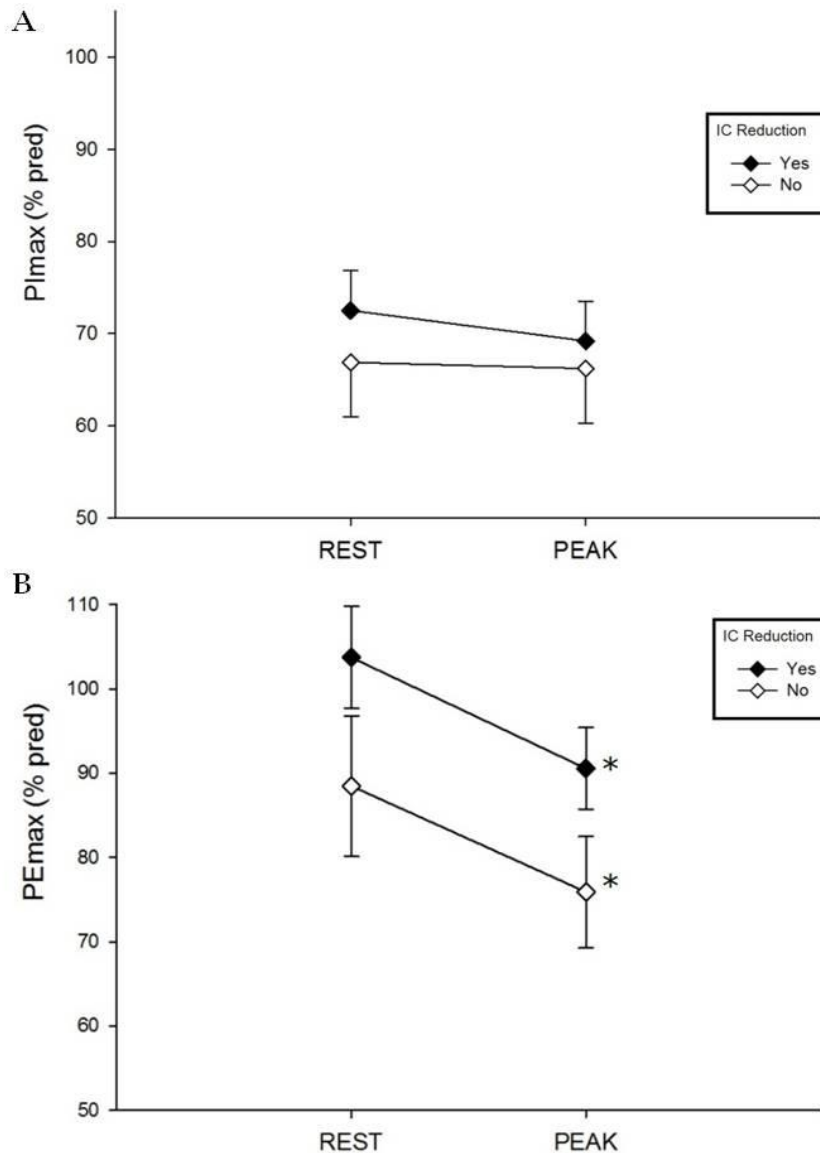 A
PImax (% pred)
100
90
80
70
60
50
REST PEAK
IC Reduction
Yes
No
B
PEmax (% pred)
110
100
90
80
70
60
50
*
*
REST PEAK
IC Reduction
Yes
No